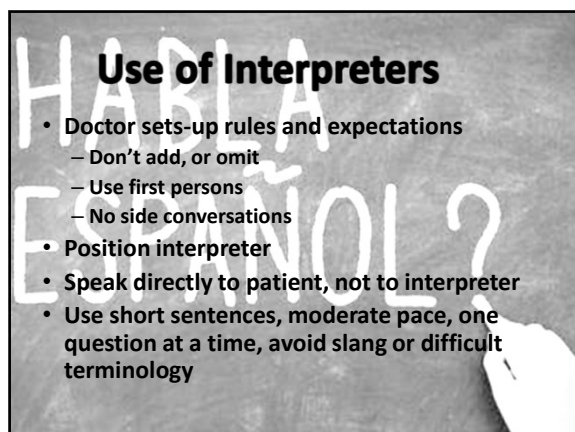 Use of Interpreters
• Doctor sets-up rules and expectations
– Don't add, or omit
– Use first persons
– No side conversations
• Position interpreter
• Speak directly to patient, not to interpreter
• Use short sentences, moderate pace, one
question at a time, avoid slang or difficult
terminology
HABLA
ESPAÑOL?